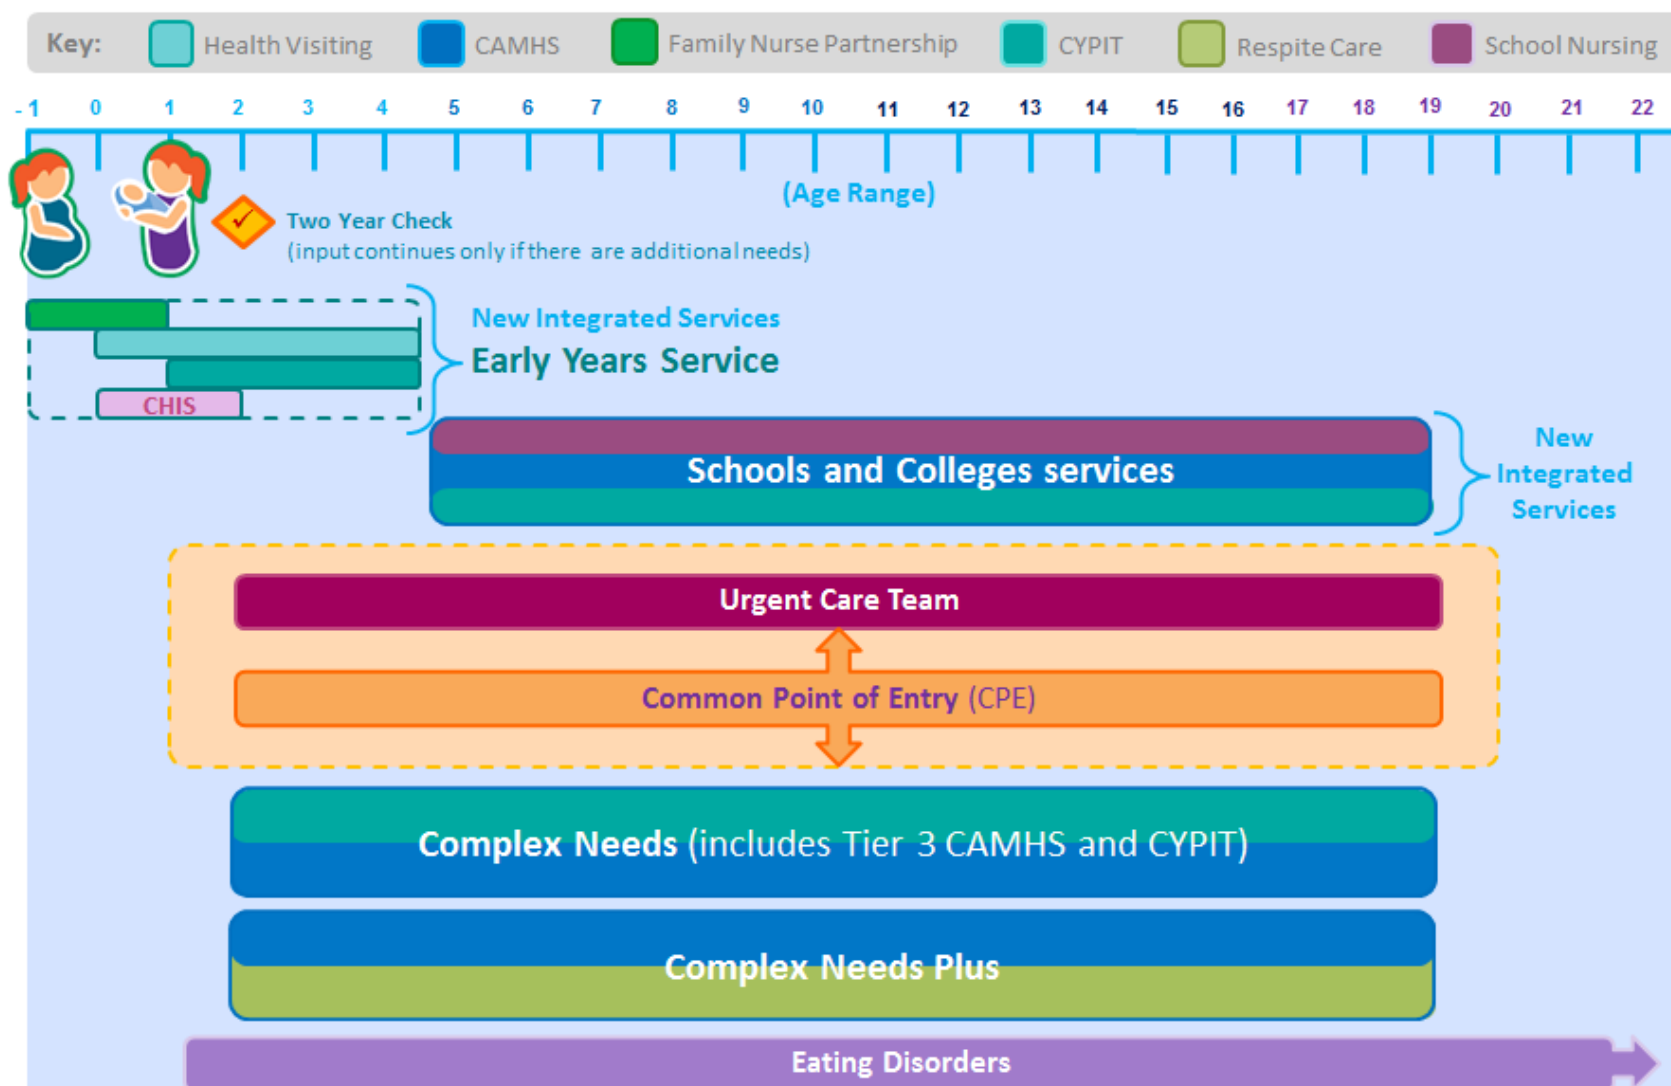 Key: Health Visiting CAMHS Family Nurse Partnership CYPIT Respite Care School Nursing
- 1 0 1 2 3 4 5 6 7 8 9 10 11 12 13 14 15 16 17 18 19 20 21 22
(Age Range)
Two Year Check
(input continues only if there are additional needs)
New Integrated Services
Early Years Service
CHIS
Schools and Colleges services
New
Integrated
Services
Urgent Care Team
Common Point of Entry (CPE)
Complex Needs (includes Tier 3 CAMHS and CYPIT)
Complex Needs Plus
Eating Disorders